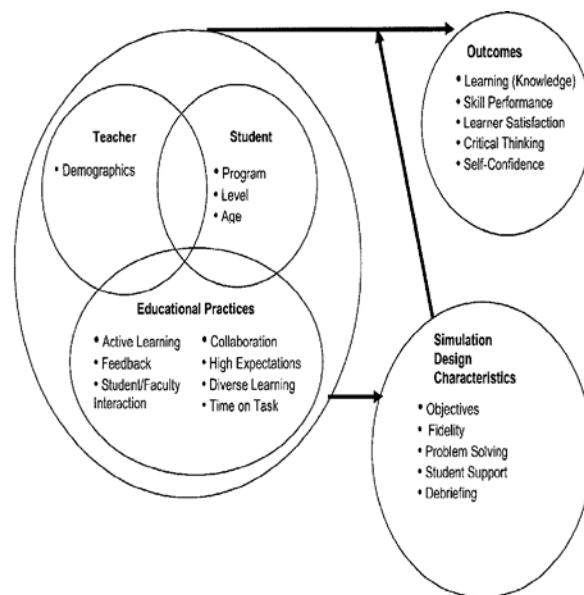 Outcomes
• Learning (Knowledge)
• Skill Performance
• Learner Satisfaction
• Critical Thinking
• Self-Confidence
Teacher
• Demographics
Student
• Program
• Level
• Age
Educational Practices
• Active Learning
• Feedback
• Student/Faculty
Interaction
• Collaboration
• High Expectations
• Diverse Learning
• Time on Task
Simulation
Design
Characteristics
• Objectives
• Fidelity
• Problem Solving
• Student Support
• Debriefing